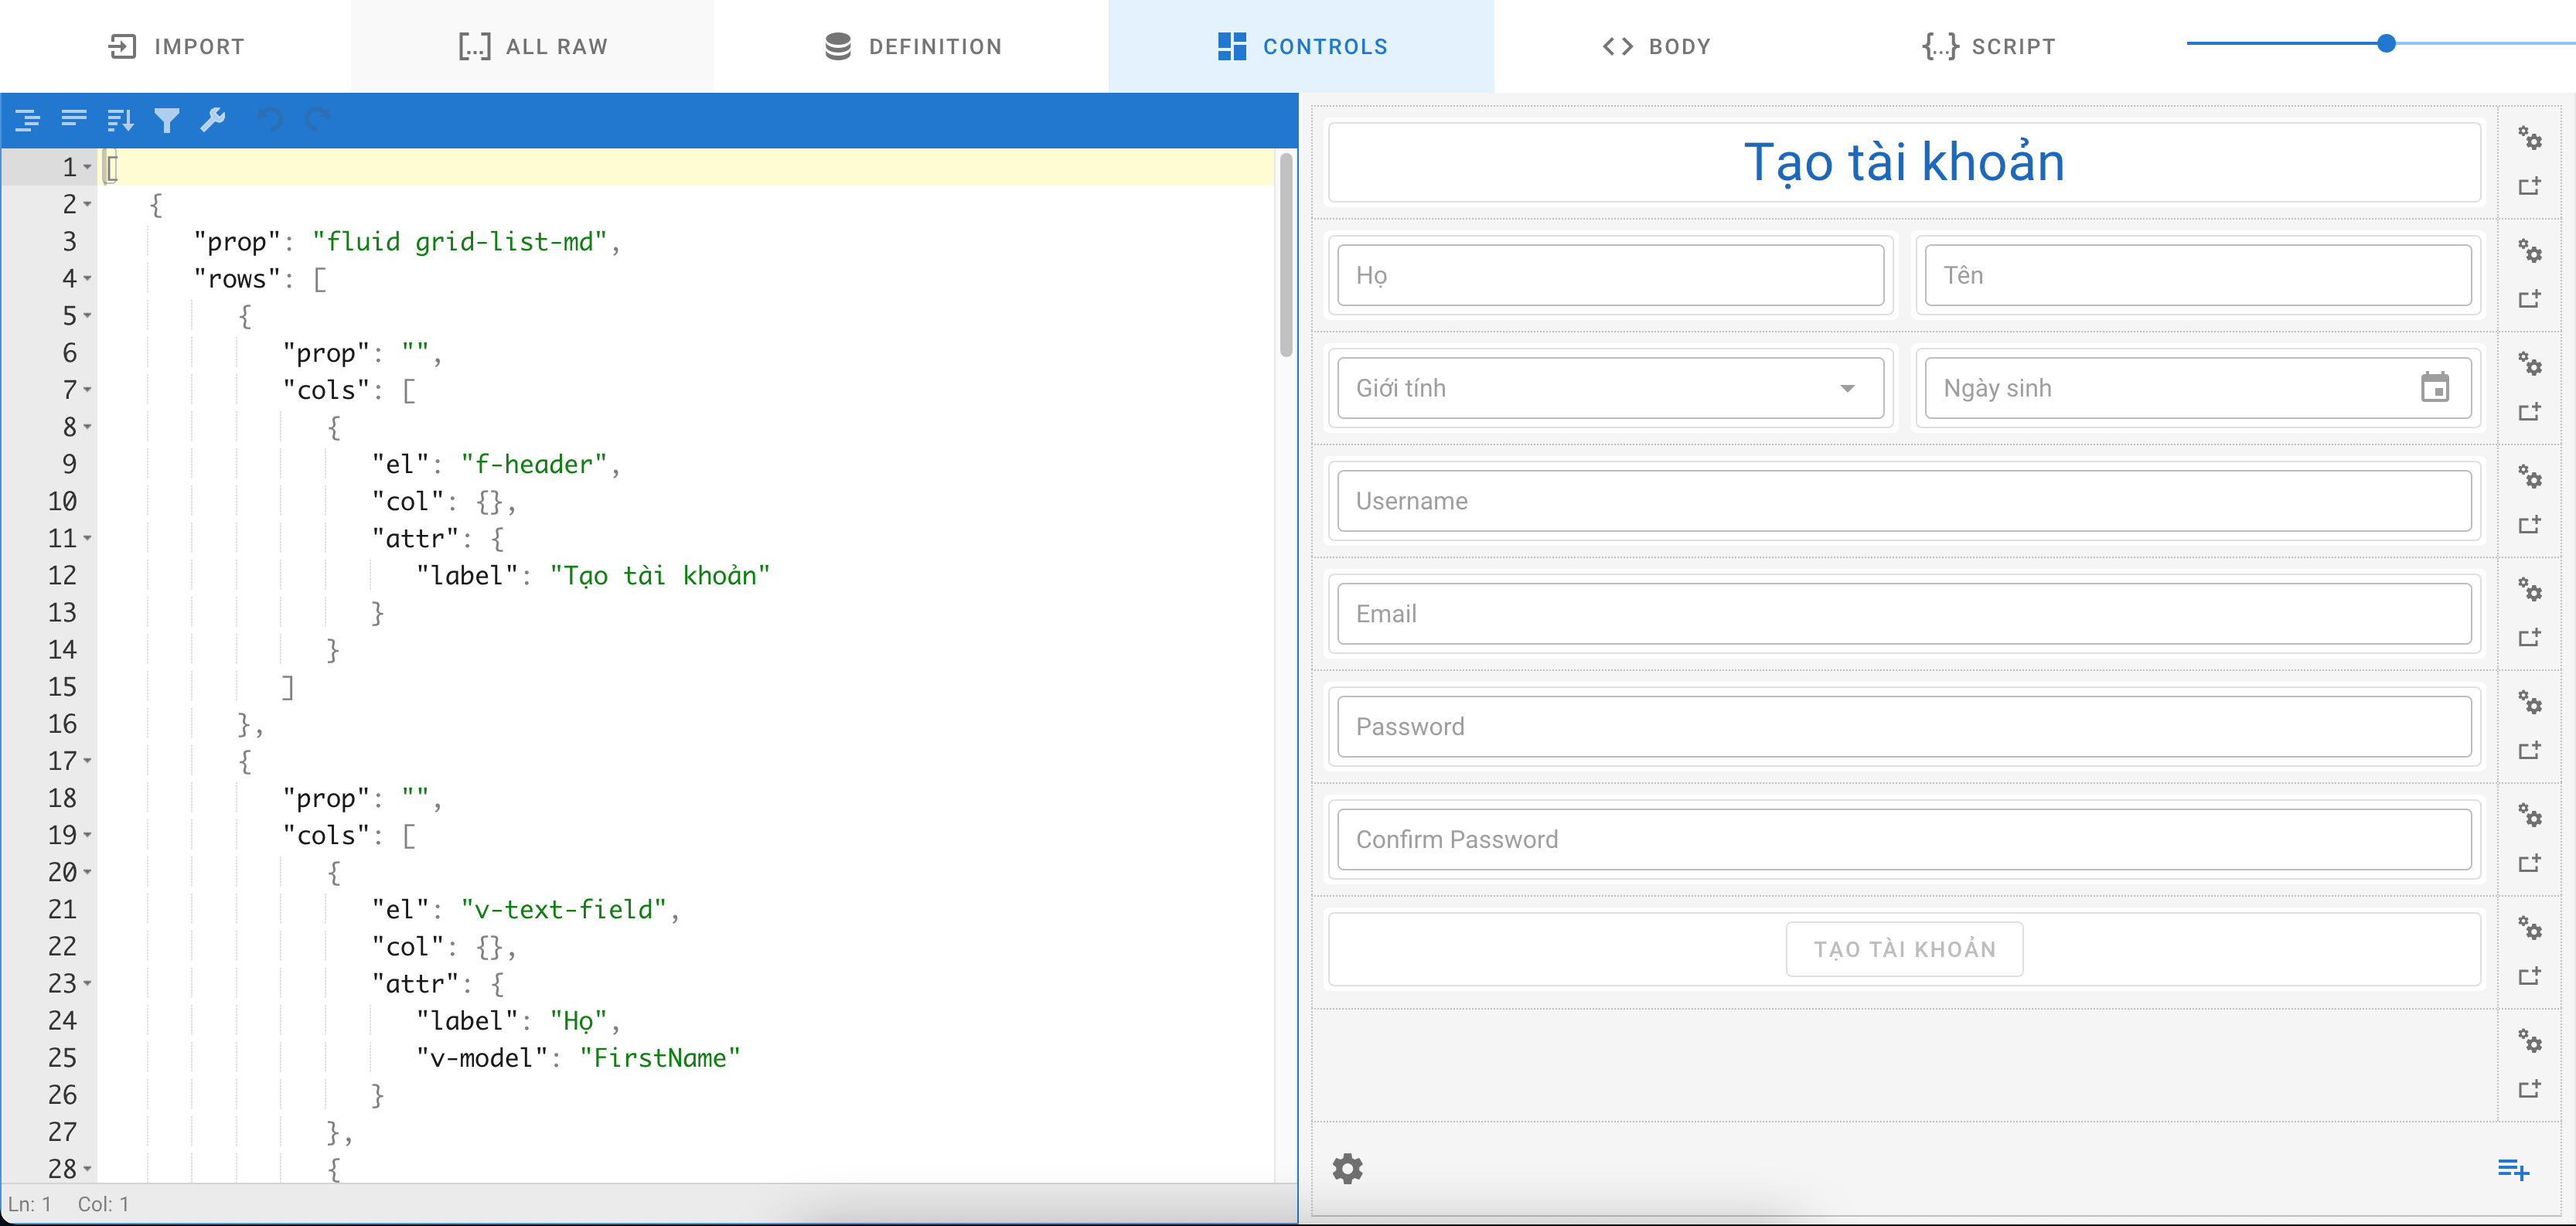 IMPORT
[...] ALL RAW
DEFINITION
CONTROLS
<> BODY
{...} SCRIPT
1 [
2 {
3 "prop": "fluid grid-list-md",
4 "rows": [
5 {
6 "prop": "",
7 "cols": [
8 {
9 "el": "f-header",
10 "col": {},
11 "attr": {
12 "label": "Tạo tài khoản"
13 }
14 }
15 ]
16 },
17 {
18 "prop": "",
19 "cols": [
20 {
21 "el": "v-text-field",
22 "col": {},
23 "attr": {
24 "label": "Họ",
25 "v-model": "FirstName"
26 }
27 },
28 {
Ln: 1 Col: 1
Tạo tài khoản
Họ
Tên
Giới tính
Ngày sinh
Username
Email
Password
Confirm Password
TẠO TÀI KHOẢN